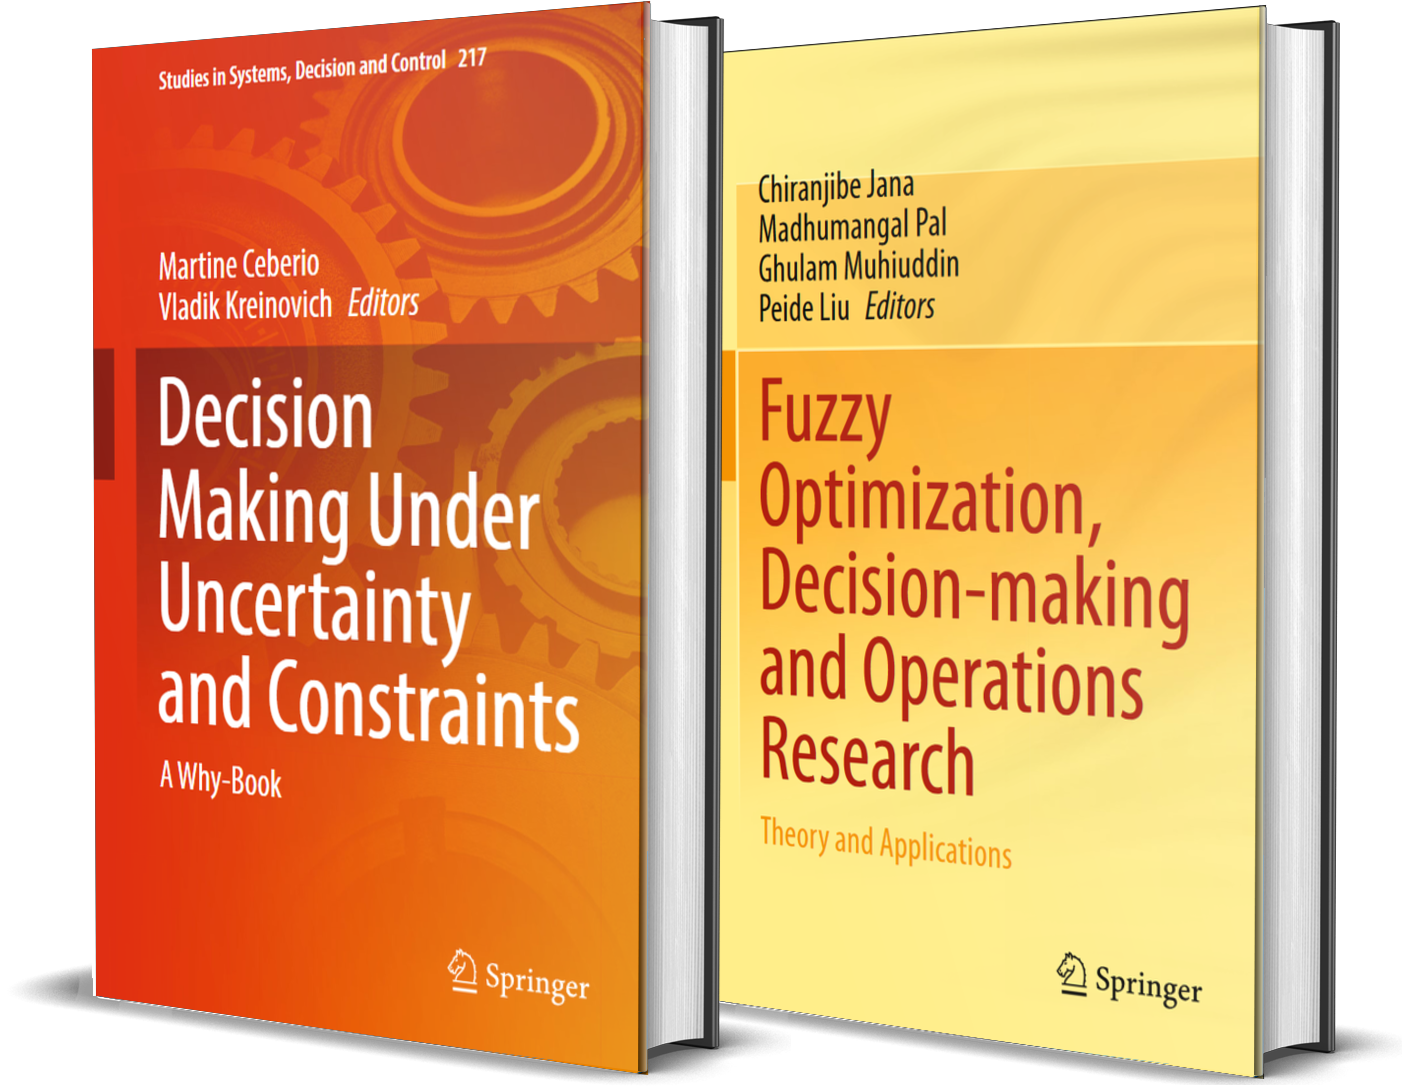 Studies in Systems, Decision and Control 217
Martine Ceberio
Vladik Kreinovich Editors
Decision
Making Under
Uncertainty
and Constraints
A Why-Book
Springer
Chiranjibe Jana
Madhumangal Pal
Ghulam Muhiuddin
Peide Liu Editors
Fuzzy
Optimization,
Decision-making
and Operations
Research
Theory and Applications
Springer